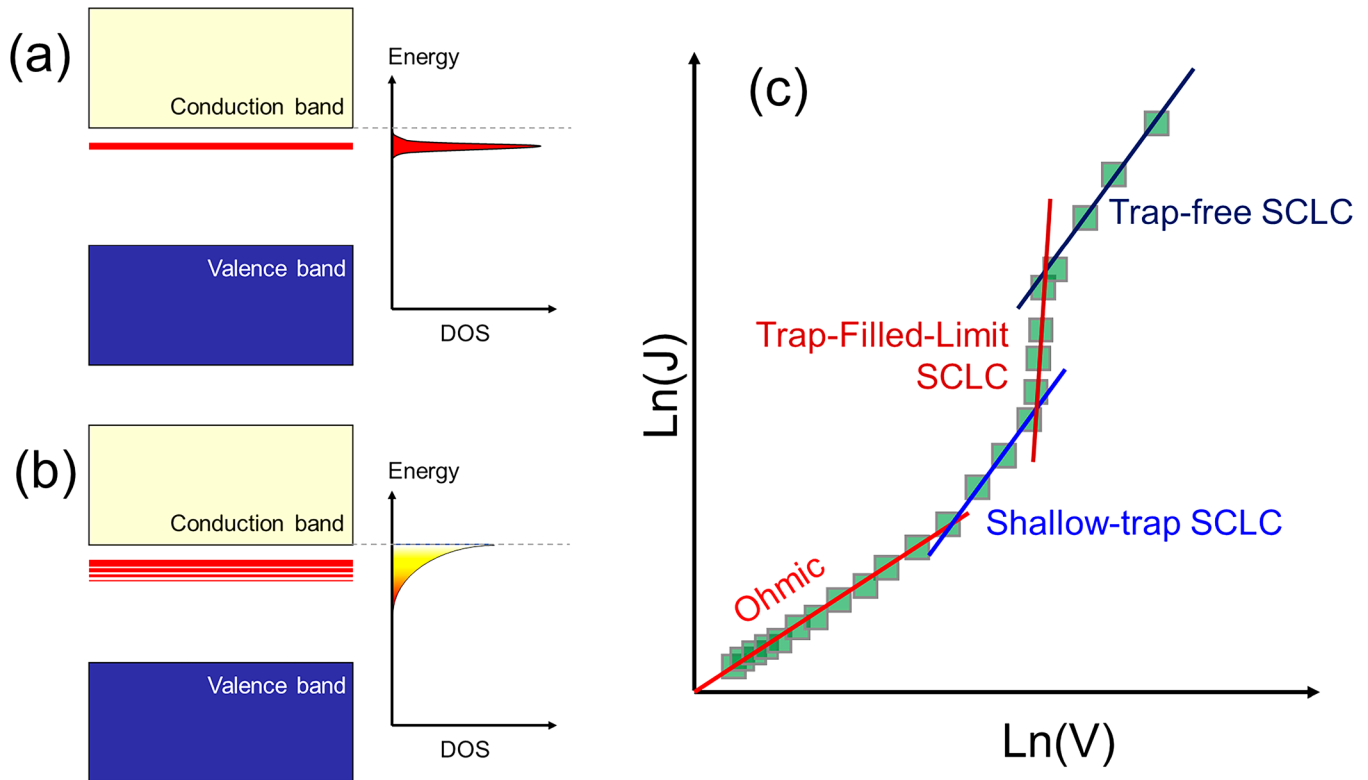 (a)
Energy
Conduction band
Valence band
DOS
(b)
Energy
Conduction band
Valence band
DOS
(c)
Trap-free SCLC
Trap-Filled-Limit
SCLC
Shallow-trap SCLC
Ohmic
Ln(J)
Ln(V)